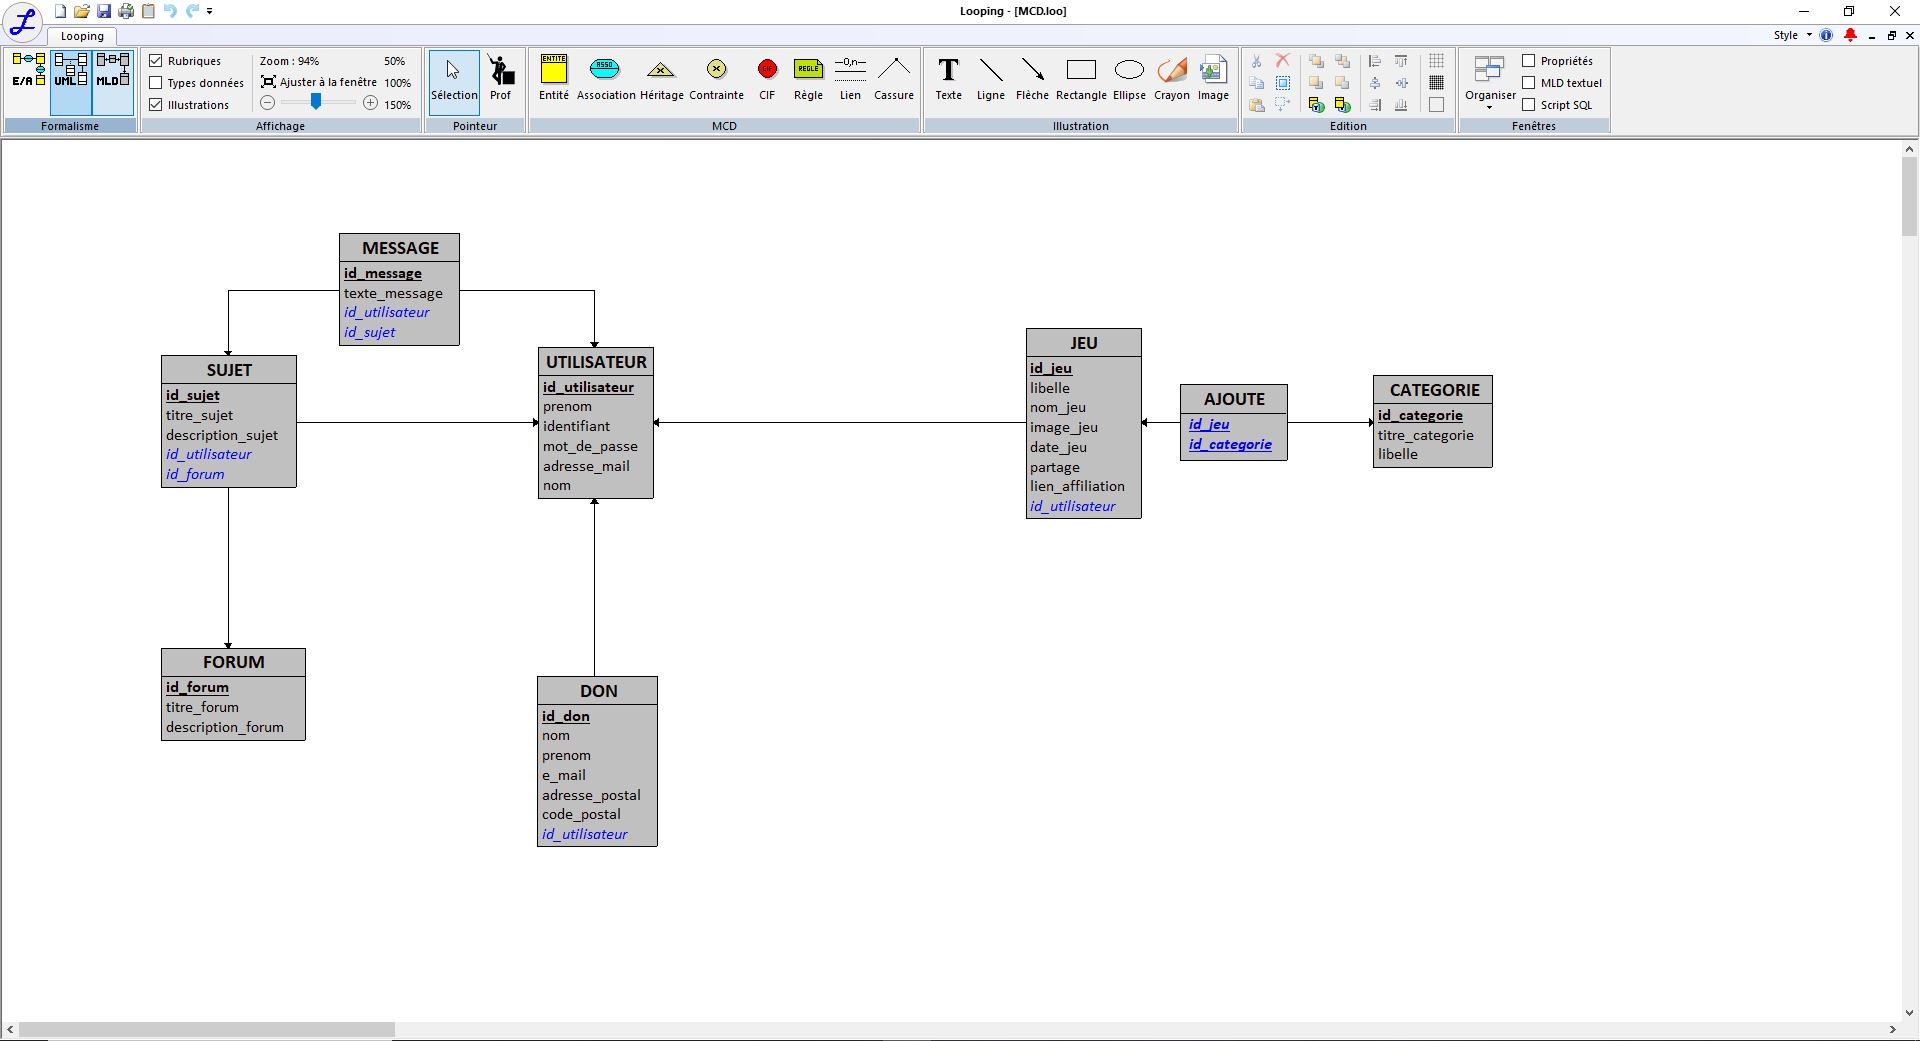 Looping - [MCD.loo]
Looping
Style
E/A
UML
MLD
Formalisme
Rubriques
Types données
Illustrations
Zoom : 94%
50%
Ajuster à la fenêtre
100%
150%
Affichage
Sélection
Prof
Pointeur
ENTITE
Entité
ASSO
Association
Héritage
Contrainte
CIF
CIF
REGLE
Règle
—0,n—
Lien
Cassure
MCD
Texte
Ligne
Flèche
Rectangle
Ellipse
Crayon
Image
Illustration
Edition
Organiser
Propriétés
MLD textuel
Script SQL
Fenêtres
MESSAGE
id_message
texte_message
id_utilisateur
id_sujet
SUJET
id_sujet
titre_sujet
description_sujet
id_utilisateur
id_forum
UTILISATEUR
id_utilisateur
prenom
identifiant
mot_de_passe
adresse_mail
nom
JEU
id_jeu
libelle
nom_jeu
image_jeu
date_jeu
partage
lien_affiliation
id_utilisateur
AJOUTE
id_jeu
id_categorie
CATEGORIE
id_categorie
titre_categorie
libelle
FORUM
id_forum
titre_forum
description_forum
DON
id_don
nom
prenom
e_mail
adresse_postal
code_postal
id_utilisateur